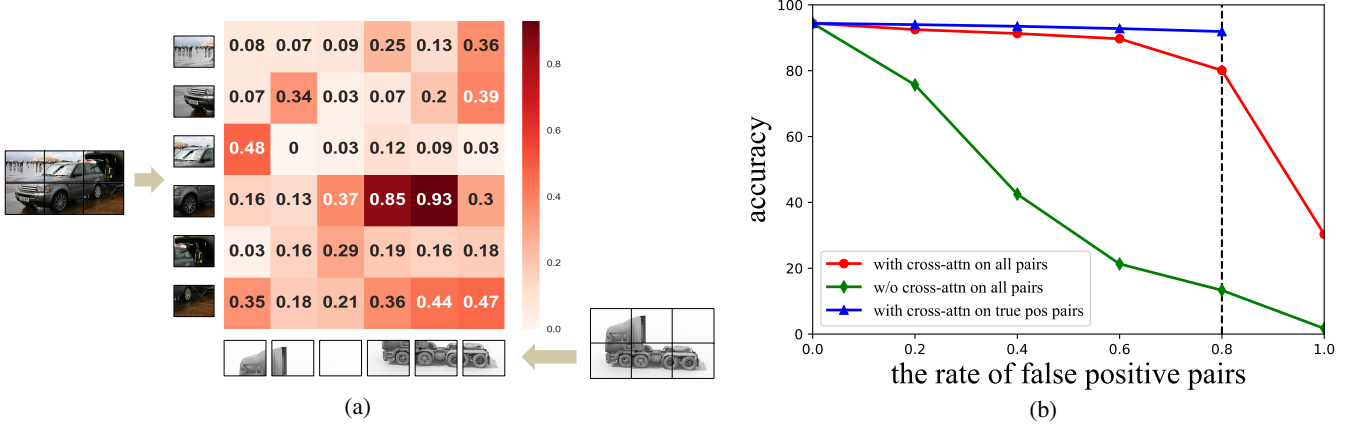 0.08 0.07 0.09 0.25 0.13 0.36
0.07 0.34 0.03 0.07 0.2 0.39
0.48 0 0.03 0.12 0.09 0.03
0.16 0.13 0.37 0.85 0.93 0.3
0.03 0.16 0.29 0.19 0.16 0.18
0.35 0.18 0.21 0.36 0.44 0.47
0.8
0.6
0.4
0.2
0.0
(a)
100
80
60
40
20
0
accuracy
with cross-attn on all pairs
w/o cross-attn on all pairs
with cross-attn on true pos pairs
0.0 0.2 0.4 0.6 0.8 1.0
the rate of false positive pairs
(b)